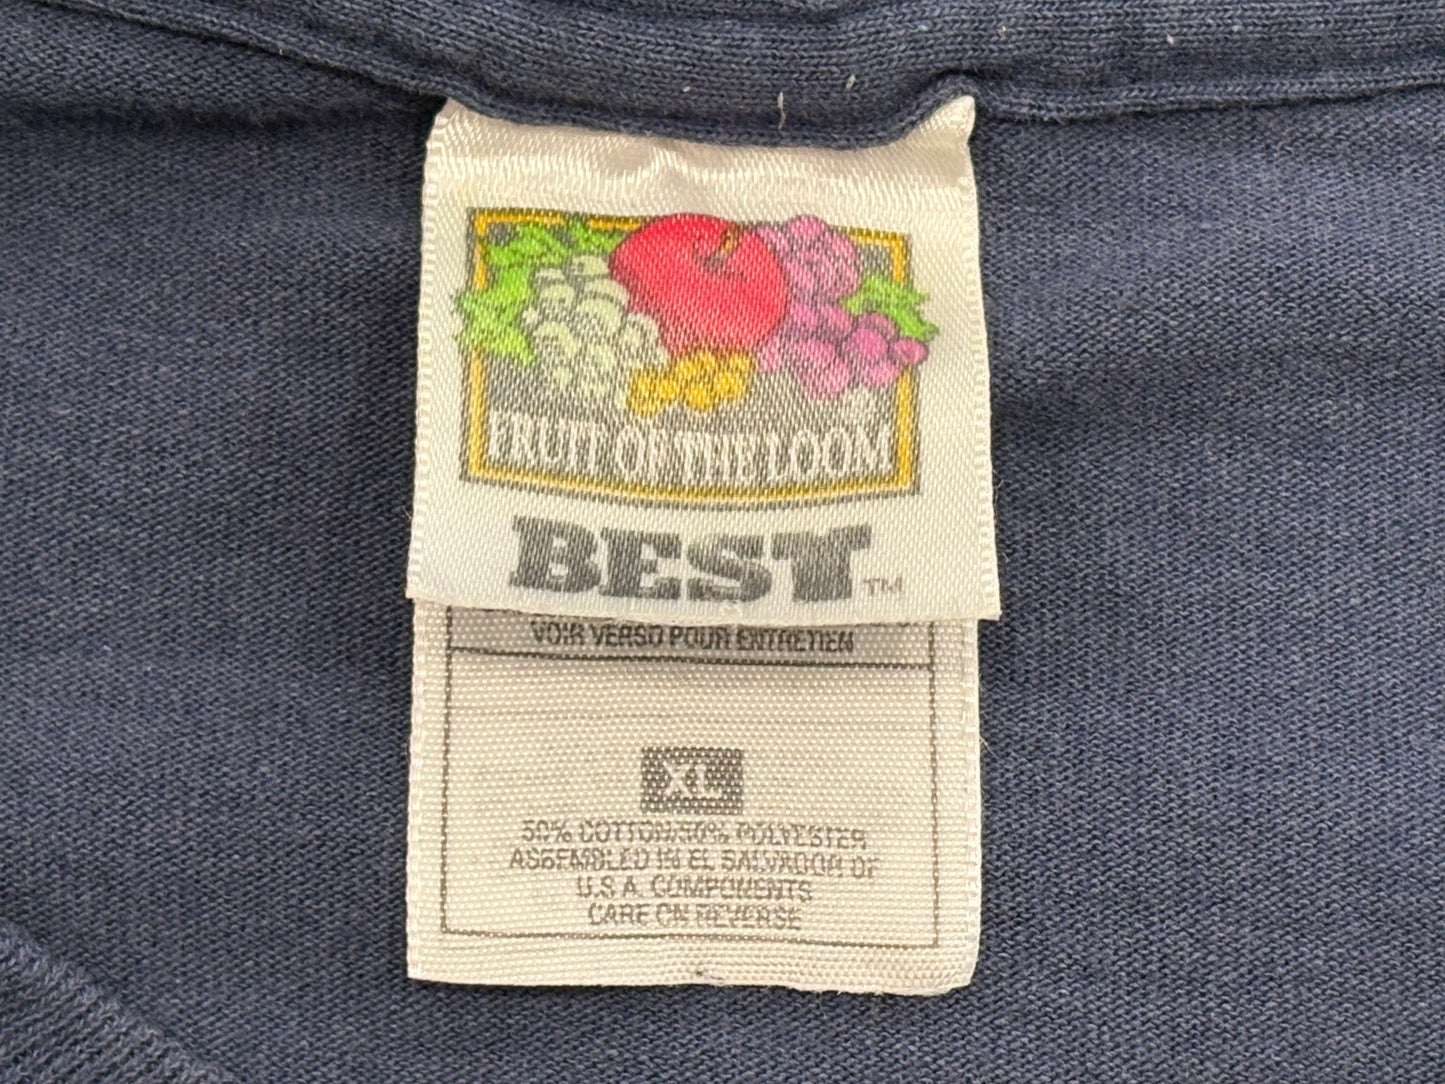 FRUIT OF THE LOOM
BEST™
VOIR VERSO POUR ENTRETIEN
XL
50% COTTON/50% POLYESTER
ASSEMBLED IN EL SALVADOR OF
U.S.A. COMPONENTS
CARE ON REVERSE